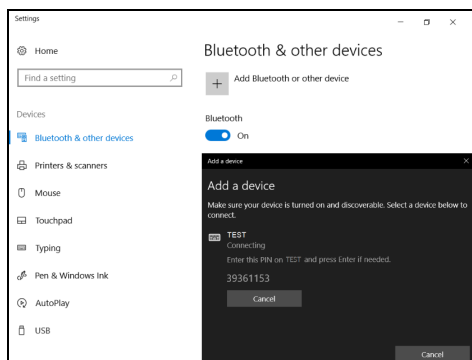 Settings
Home
Find a setting
Devices
Bluetooth & other devices
Printers & scanners
Mouse
Touchpad
Typing
Pen & Windows Ink
AutoPlay
USB
Bluetooth & other devices
Add Bluetooth or other device
Bluetooth
On
Add a device
Add a device
Make sure your device is turned on and discoverable. Select a device below to
connect.
TEST
Connecting
Enter this PIN on TEST and press Enter if needed.
39361153
Cancel
Cancel